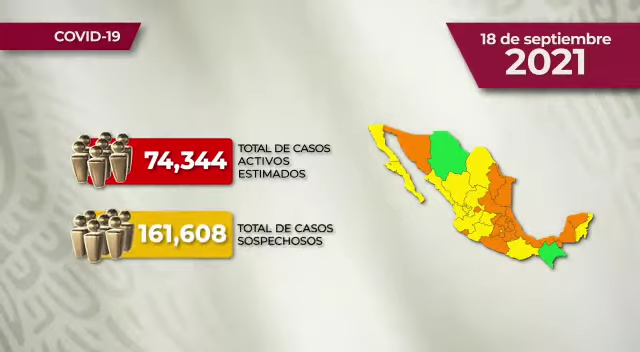 COVID-19
18 de septiembre
2021
74,344
TOTAL DE CASOS
ACTIVOS
ESTIMADOS
161,608
TOTAL DE CASOS
SOSPECHOSOS